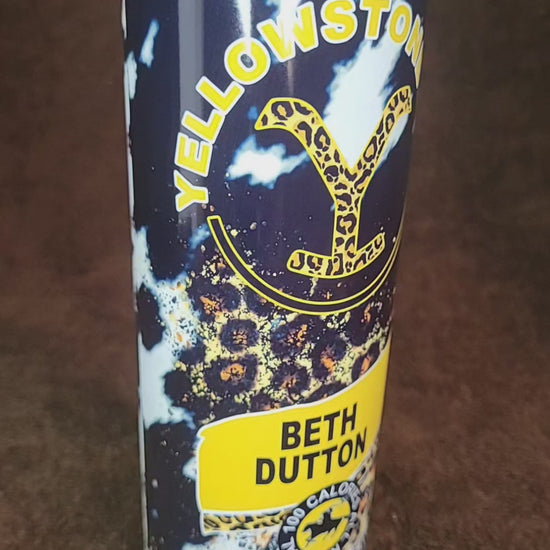 YELLOWSTONE
Y
BETH
DUTTON
100 CALORIES